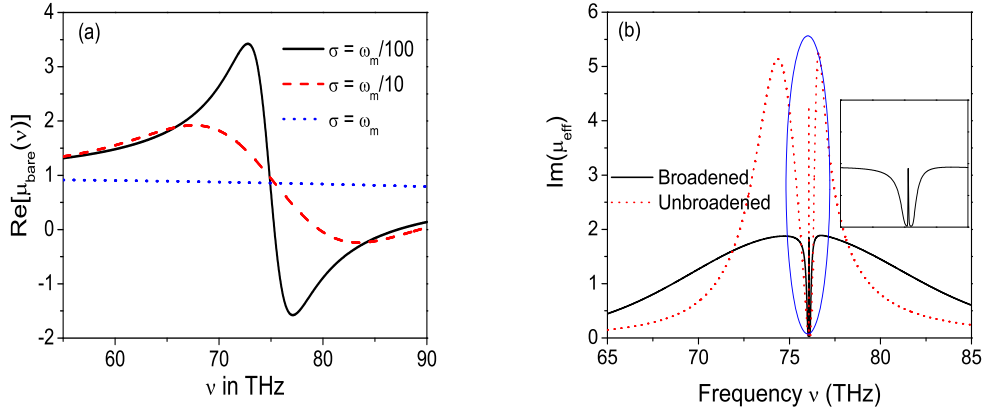 (a)
σ = ω_m/100
σ = ω_m/10
σ = ω_m
Re[μ_bare(ν)]
4
3
2
1
0
-1
-2
60 70 80 90
ν in THz
(b)
Broadened
Unbroadened
Im(μ_eff)
6
5
4
3
2
1
0
65 70 75 80 85
Frequency ν (THz)